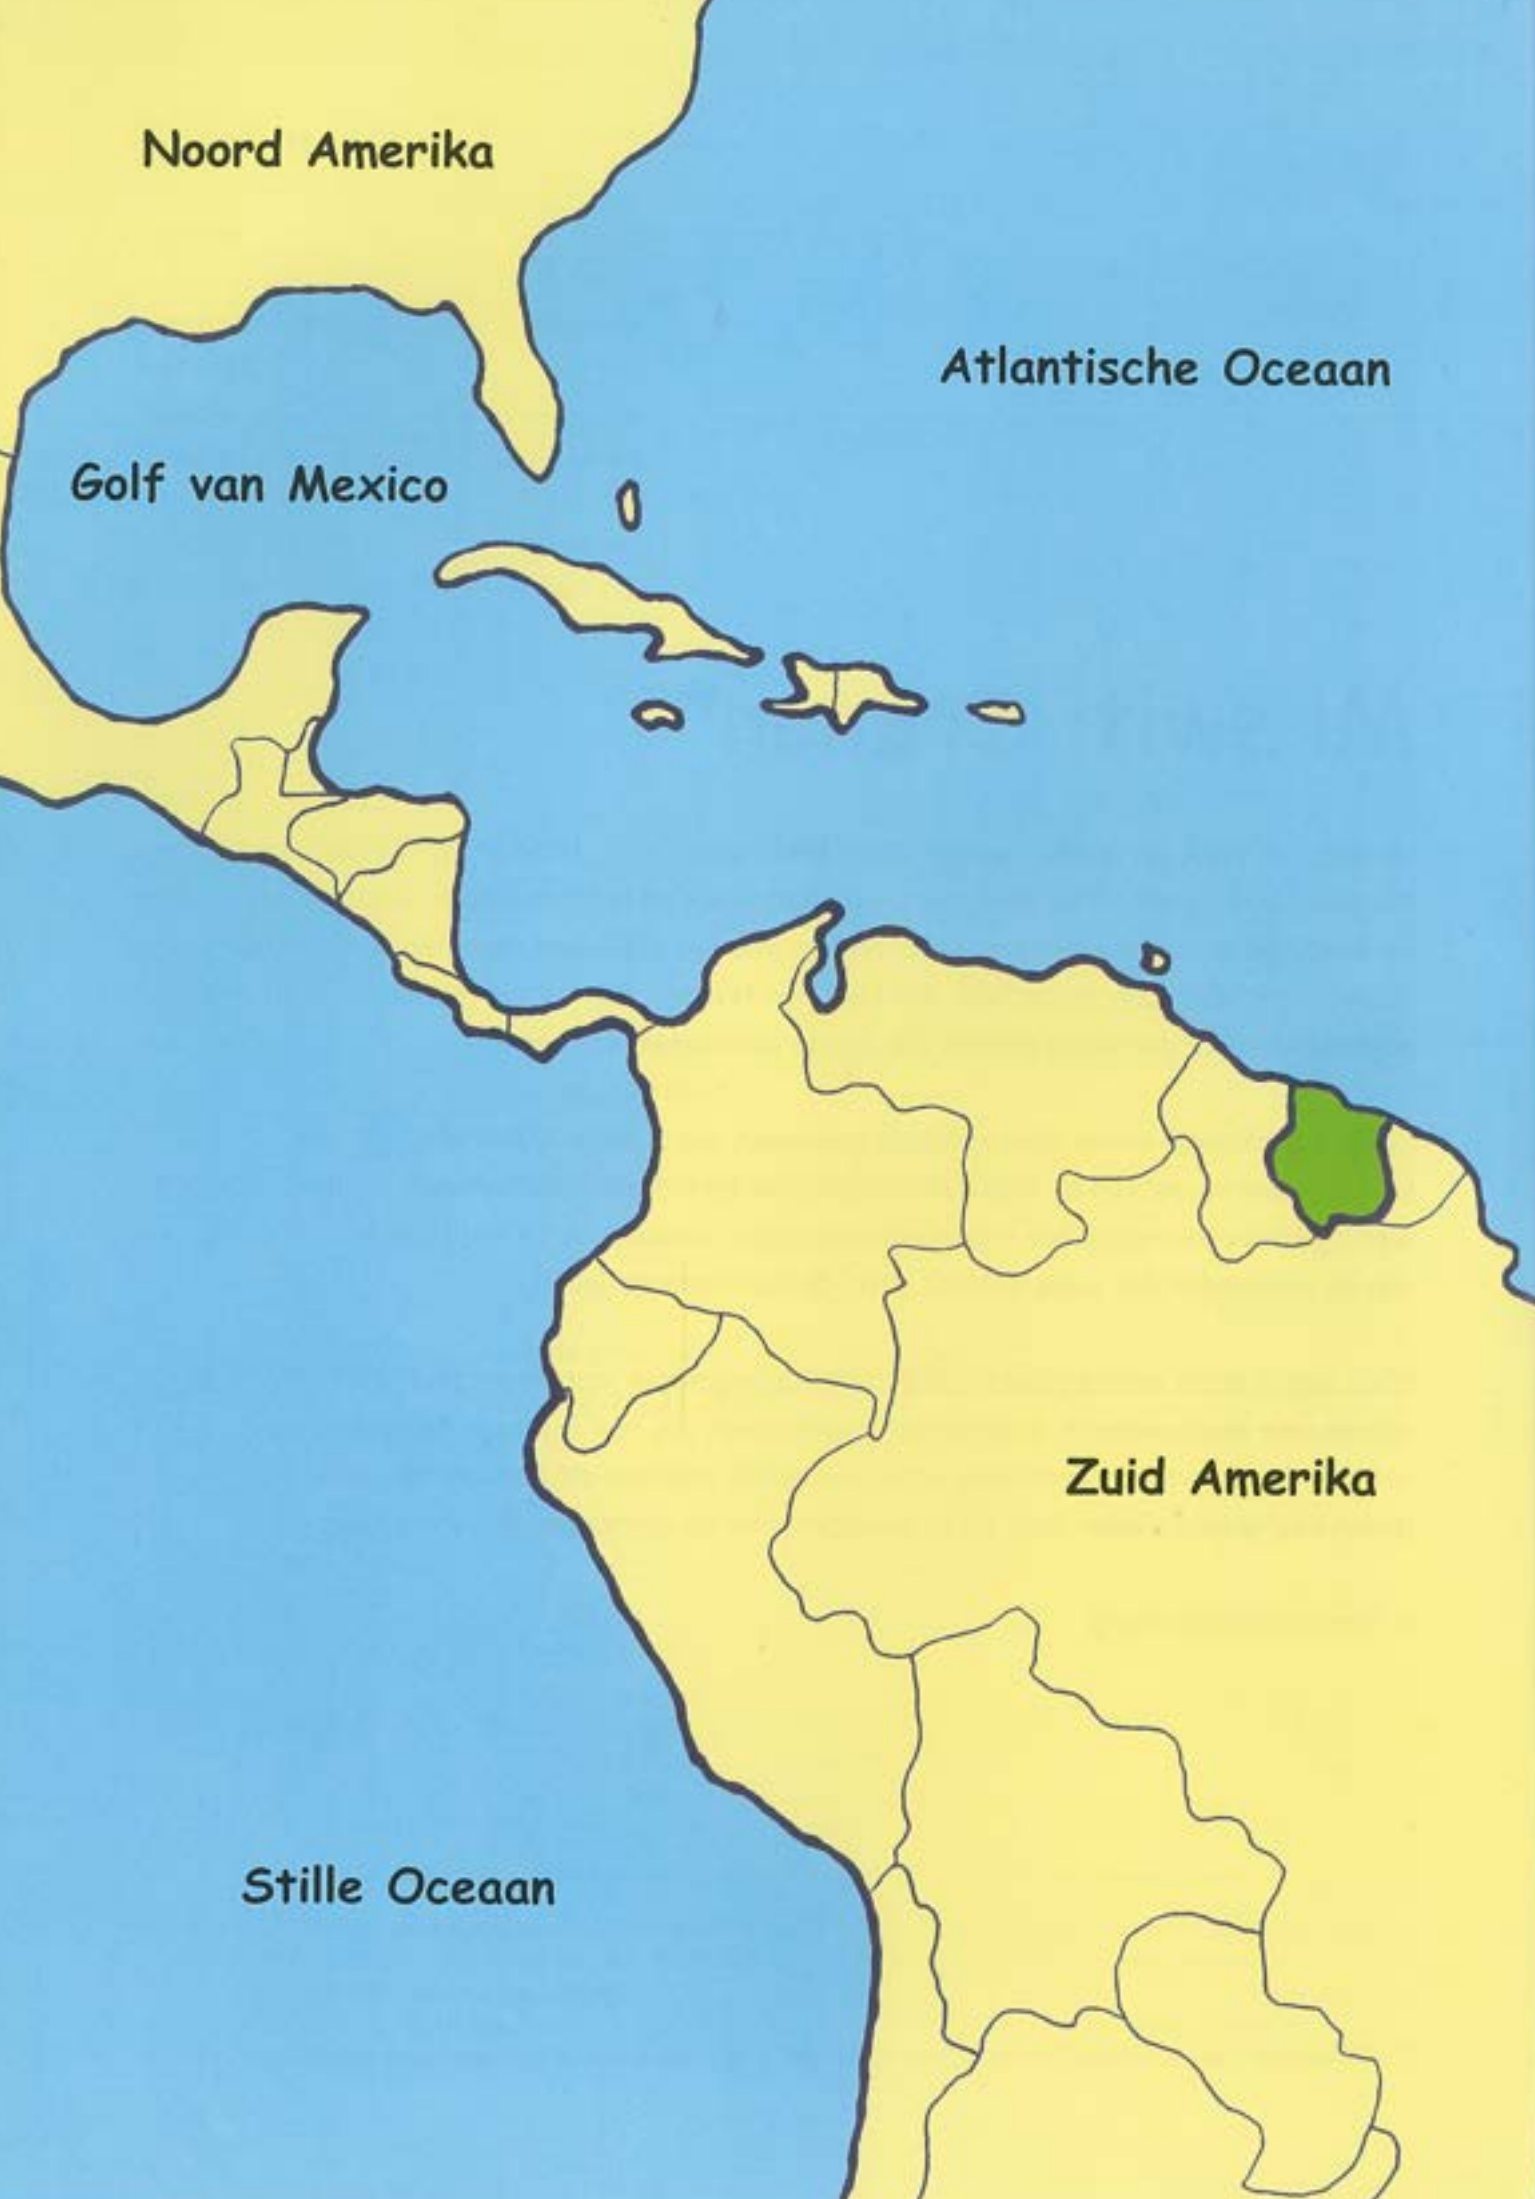 Noord Amerika
Atlantische Oceaan
Golf van Mexico
Zuid Amerika
Stille Oceaan